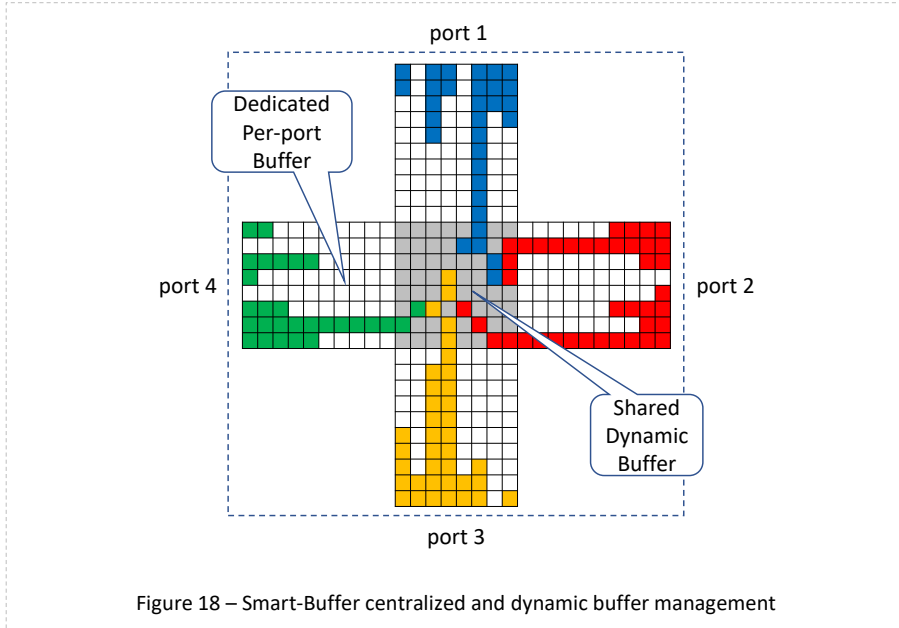 port 1
Dedicated
Per-port
Buffer
port 4
port 2
Shared
Dynamic
Buffer
port 3
Figure 18 – Smart-Buffer centralized and dynamic buffer management